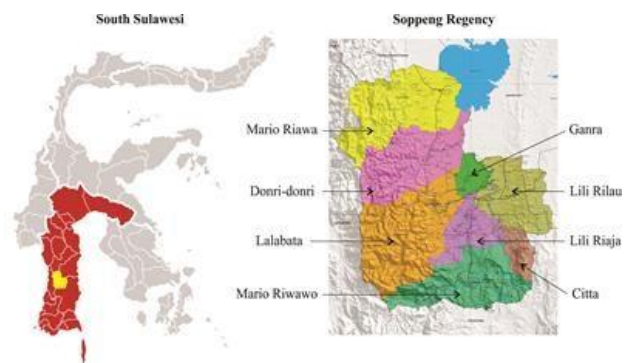 South Sulawesi
Soppeng Regency
Mario Riawa
Donri-donri
Lalabata
Mario Riwawo
Ganra
Lili Rilau
Lili Riaja
Citta